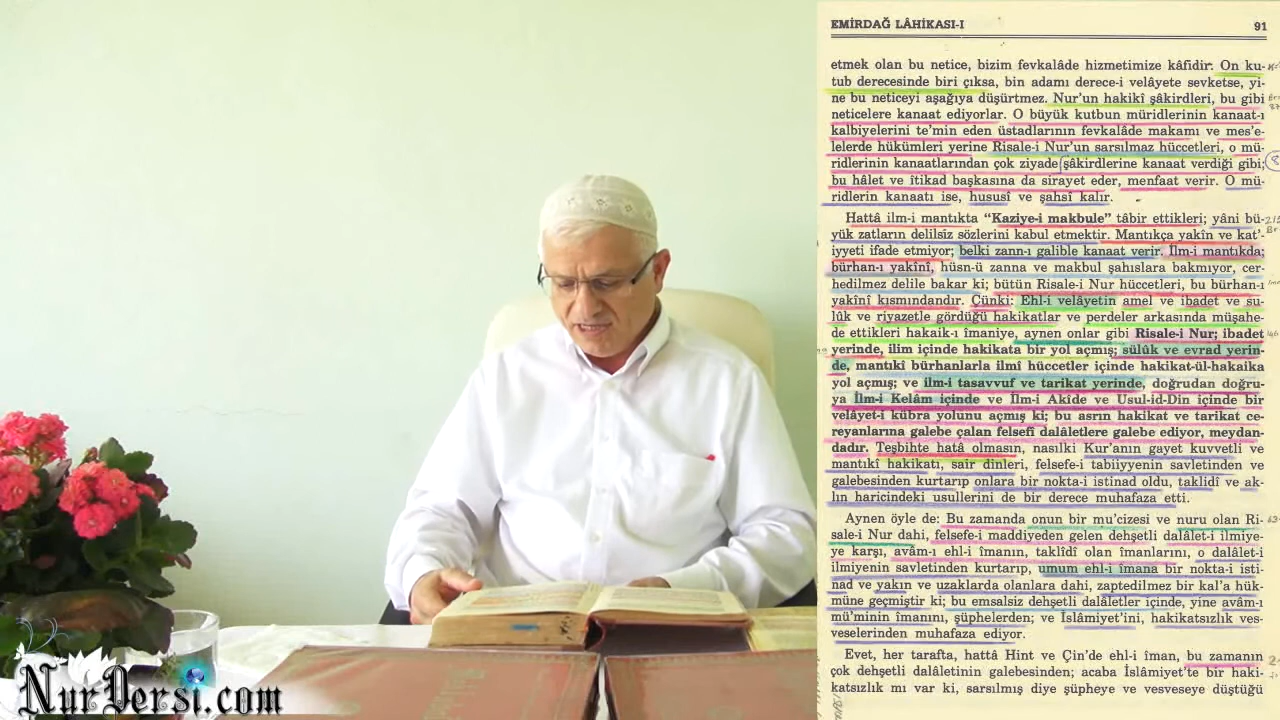 EMİRDAĞ LÂHİKASI-I 91
etmek olan bu netice, bizim fevkalâde hizmetimize kâfidir. On ku-
tub derecesinde biri çıksa, bin adamı derece-i velâyete sevketse, yi-
ne bu neticeyi aşağıya düşürtmez. Nur'un hakikî şâkirdleri, bu gibi
neticelere kanaat ediyorlar. O büyük kutbun müridlerinin kanaat-ı
kalbiyelerini te'min eden üstadlarının fevkalâde makamı ve mes'e-
lelerde hükümleri yerine Risale-i Nur'un sarsılmaz hüccetleri, o mü-
ridlerinin kanaatlarından çok ziyade şâkirdlerine kanaat verdiği gibi;
bu hâlet ve îtikad başkasına da sirayet eder, menfaat verir. O mü-
ridlerin kanaatı ise, hususî ve şahsî kalır.
Hattâ ilm-i mantıkta "Kaziye-i makbule" tâbir ettikleri; yâni bü-
yük zatların delilsiz sözlerini kabul etmektir. Mantıkça yakîn ve kat'-
iyyeti ifade etmiyor; belki zann-ı galible kanaat verir. İlm-i mantıkda;
bürhan-ı yakînî, hüsn-ü zanna ve makbul şahıslara bakmıyor, cer-
hedilmez delile bakar ki; bütün Risale-i Nur hüccetleri, bu bürhan-ı
yakînî kısmındandır. Çünki: Ehl-i velâyetin amel ve ibadet ve su-
lûk ve riyazetle gördüğü hakikatlar ve perdeler arkasında müşahe-
de ettikleri hakaik-ı îmaniye, aynen onlar gibi Risale-i Nur; ibadet
yerinde, ilim içinde hakikata bir yol açmış; sülûk ve evrad yerin-
de, mantıkî bürhanlarla ilmî hüccetler içinde hakikat-ül-hakaika
yol açmış; ve ilm-i tasavvuf ve tarikat yerinde, doğrudan doğru-
ya İlm-i Kelâm içinde ve İlm-i Akîde ve Usul-id-Din içinde bir
velâyet-i kübra yolunu açmış ki; bu asrın hakikat ve tarikat ce-
reyanlarına galebe çalan felsefî dalâletlere galebe ediyor, meydan-
dadır. Teşbihte hatâ olmasın, nasılki Kur'anın gayet kuvvetli ve
mantıkî hakikatı, sair dinleri, felsefe-i tabiiyyenin savletinden ve
galebesinden kurtarıp onlara bir nokta-i istinad oldu, taklidî ve ak-
lın haricindeki usullerini de bir derece muhafaza etti.
Aynen öyle de: Bu zamanda onun bir mu'cizesi ve nuru olan Ri-
sale-i Nur dahi, felsefe-i maddiyeden gelen dehşetli dalâlet-i ilmiye-
ye karşı, avâm-ı ehl-i îmanın, taklîdî olan îmanlarını, o dalâlet-i
ilmiyenin savletinden kurtarıp, umum ehl-i îmana bir nokta-i isti-
nad ve yakın ve uzaklarda olanlara dahi, zaptedilmez bir kal'a hük-
müne geçmiştir ki; bu emsalsiz dehşetli dalâletler içinde, yine avâm-ı
mü'minin imanını, şüphelerden; ve İslâmiyet'ini, hakikatsızlık ves-
veselerinden muhafaza ediyor.
Evet, her tarafta, hattâ Hint ve Çin'de ehl-i îman, bu zamanın
çok dehşetli dalâletinin galebesinden; acaba İslâmiyet'te bir haki-
katsızlık mı var ki, sarsılmış diye şüpheye ve vesveseye düştüğü
NurDersi.com